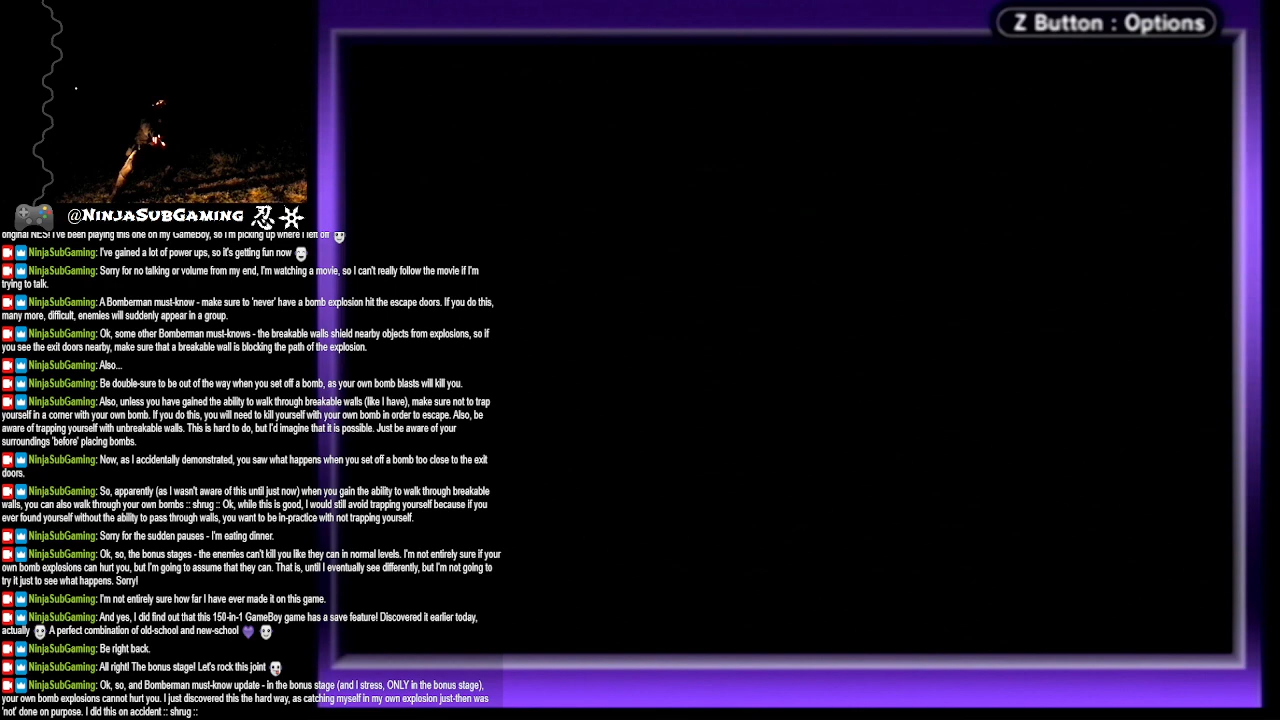 Z Button : Options
@NinjaSubGaming 忍
original NES! I've been playing this one on my GameBoy, so I'm picking up where I left off
NinjaSubGaming: I've gained a lot of power ups, so it's getting fun now
NinjaSubGaming: Sorry for no talking or volume from my end, I'm watching a movie, so I can't really follow the movie if I'm
trying to talk.
NinjaSubGaming: A Bomberman must-know - make sure to 'never' have a bomb explosion hit the escape doors. If you do this,
many more, difficult, enemies will suddenly appear in a group.
NinjaSubGaming: Ok, some other Bomberman must-knows - the breakable walls shield nearby objects from explosions, so if
you see the exit doors nearby, make sure that a breakable wall is blocking the path of the explosion.
NinjaSubGaming: Also...
NinjaSubGaming: Be double-sure to be out of the way when you set off a bomb, as your own bomb blasts will kill you.
NinjaSubGaming: Also, unless you have gained the ability to walk through breakable walls (like I have), make sure not to trap
yourself in a corner with your own bomb. If you do this, you will need to kill yourself with your own bomb in order to escape. Also, be
aware of trapping yourself with unbreakable walls. This is hard to do, but I'd imagine that it is possible. Just be aware of your
surroundings 'before' placing bombs.
NinjaSubGaming: Now, as I accidentally demonstrated, you saw what happens when you set off a bomb too close to the exit
doors.
NinjaSubGaming: So, apparently (as I wasn't aware of this until just now) when you gain the ability to walk through breakable
walls, you can also walk through your own bombs :: shrug :: Ok, while this is good, I would still avoid trapping yourself because if you
ever found yourself without the ability to pass through walls, you want to be in-practice with not trapping yourself.
NinjaSubGaming: Sorry for the sudden pauses - I'm eating dinner.
NinjaSubGaming: Ok, so, the bonus stages - the enemies can't kill you like they can in normal levels. I'm not entirely sure if your
own bomb explosions can hurt you, but I'm going to assume that they can. That is, until I eventually see differently, but I'm not going to
try it just to see what happens. Sorry!
NinjaSubGaming: I'm not entirely sure how far I have ever made it on this game.
NinjaSubGaming: And yes, I did find out that this 150-in-1 GameBoy game has a save feature! Discovered it earlier today,
actually A perfect combination of old-school and new-school
NinjaSubGaming: Be right back.
NinjaSubGaming: All right! The bonus stage! Let's rock this joint
NinjaSubGaming: Ok, so, and Bomberman must-know update - in the bonus stage (and I stress, ONLY in the bonus stage),
your own bomb explosions cannot hurt you. I just discovered this the hard way, as catching myself in my own explosion just-then was
'not' done on purpose. I did this on accident :: shrug ::